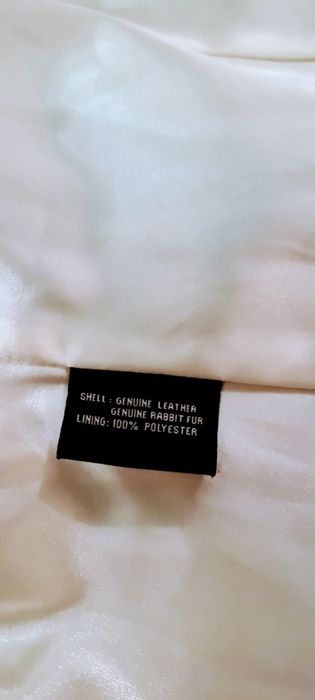 SHELL: GENUINE LEATHER
GENUINE RABBIT FUR
LINING: 100% POLYESTER